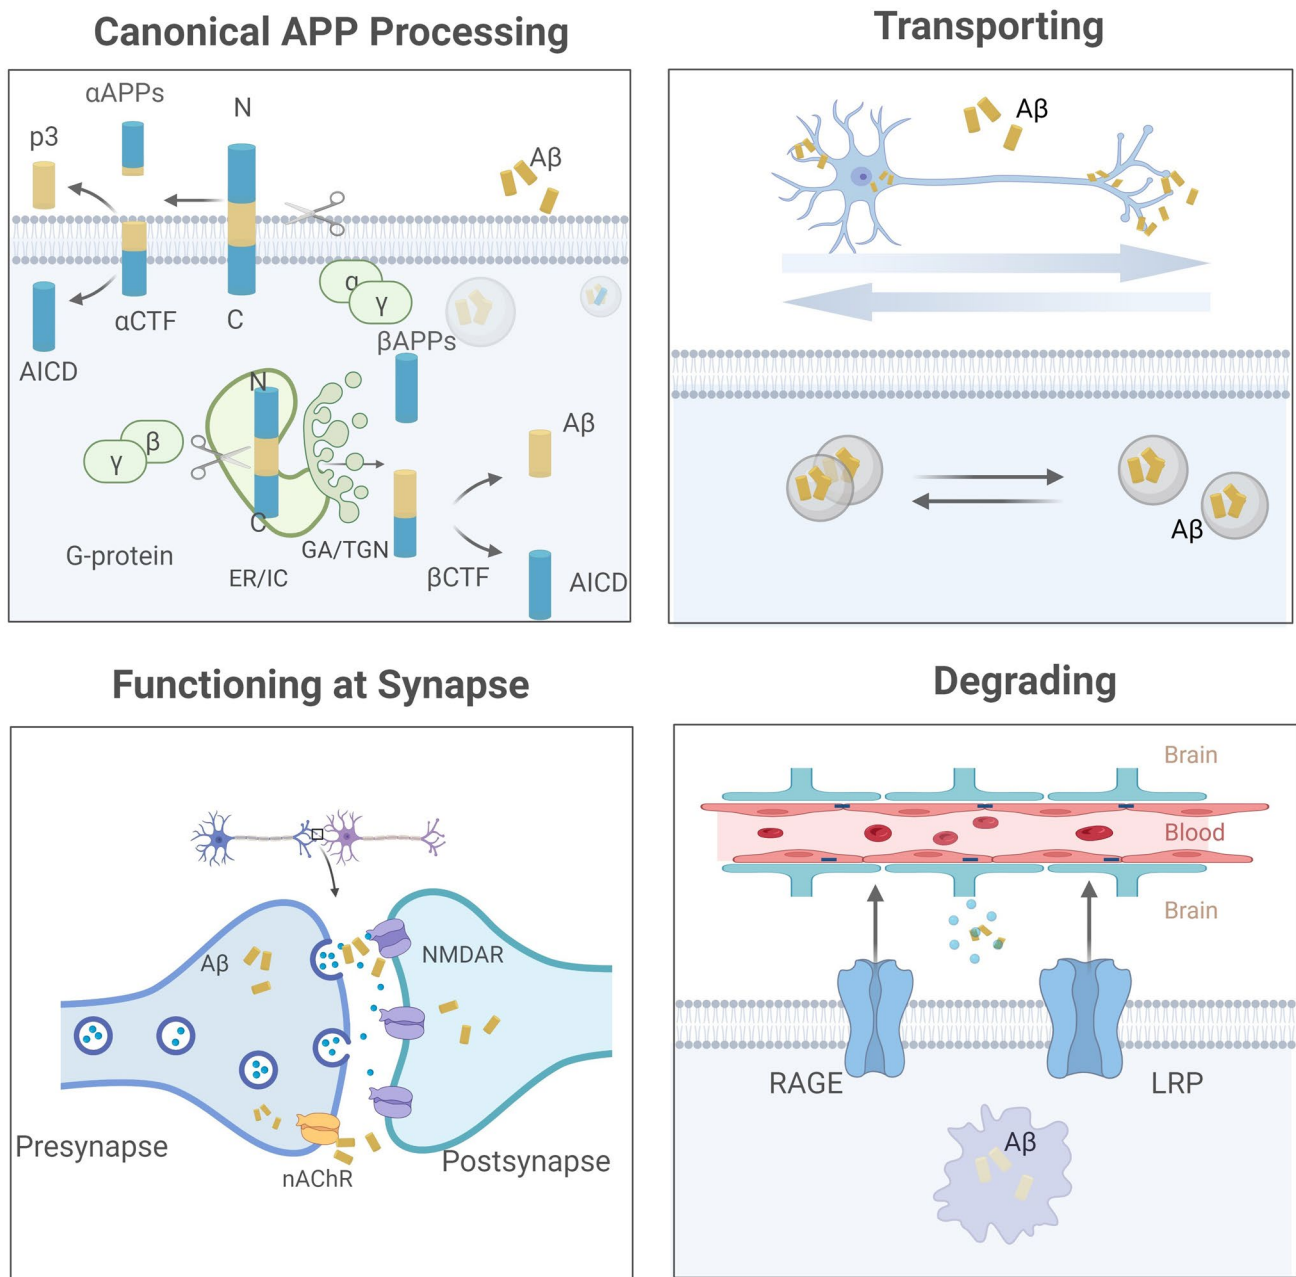 Canonical APP Processing
αAPPs
N
p3
Aβ
αCTF
C
AICD
α
γ
βAPPs
N
β
γ
Aβ
C
G-protein
ER/IC
GA/TGN
βCTF
AICD
Transporting
Aβ
Aβ
Functioning at Synapse
Aβ
NMDAR
Presynapse
nAChR
Postsynapse
Degrading
Brain
Blood
Brain
RAGE
LRP
Aβ